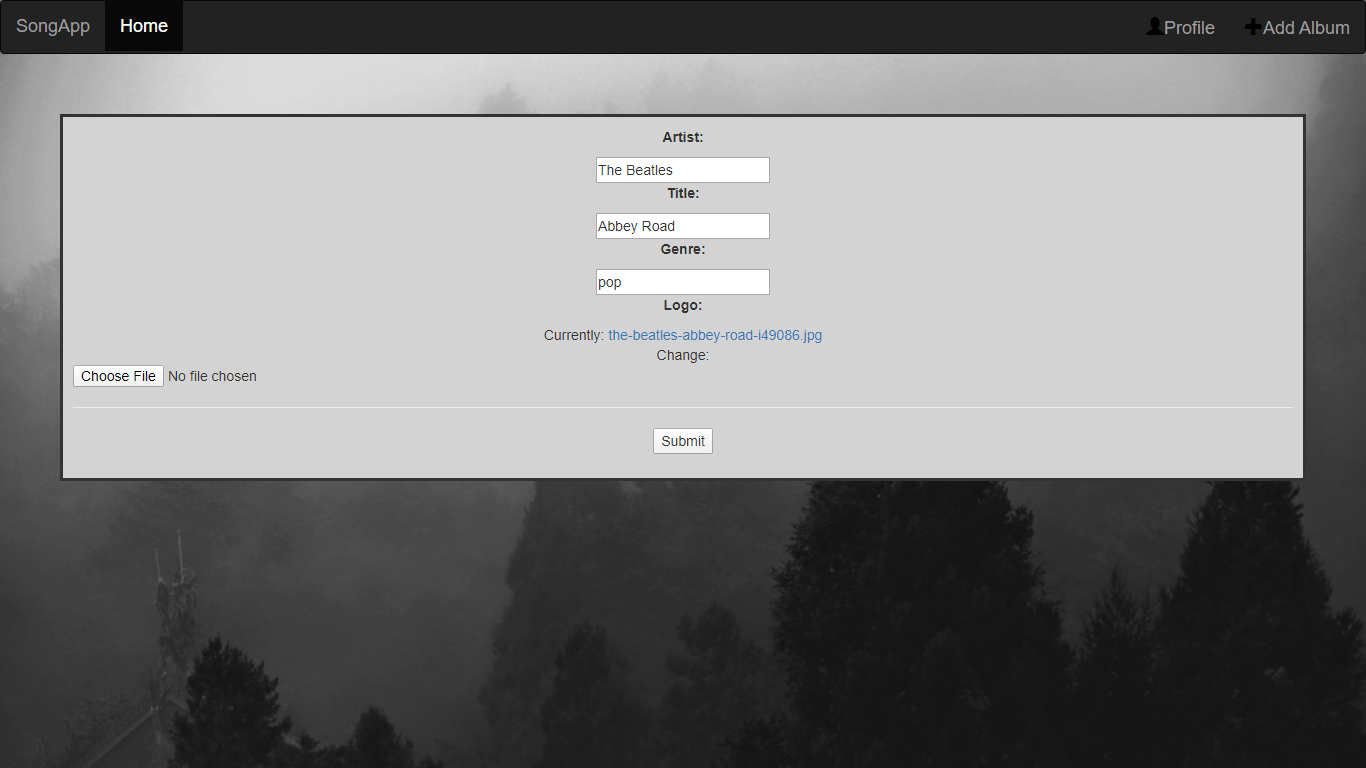 SongApp Home Profile Add Album
Artist:
The Beatles
Title:
Abbey Road
Genre:
pop
Logo:
Currently: the-beatles-abbey-road-i49086.jpg
Change:
Choose File No file chosen
Submit